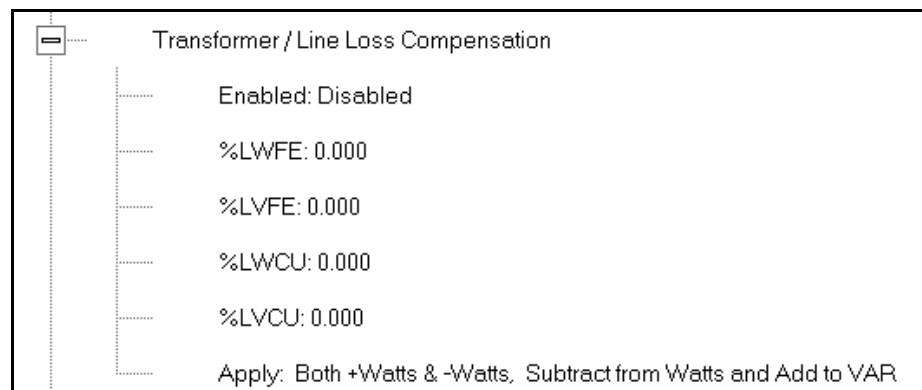 Transformer / Line Loss Compensation
Enabled: Disabled
%LWFE: 0.000
%LVFE: 0.000
%LWCU: 0.000
%LVCU: 0.000
Apply: Both +Watts & -Watts, Subtract from Watts and Add to VAR